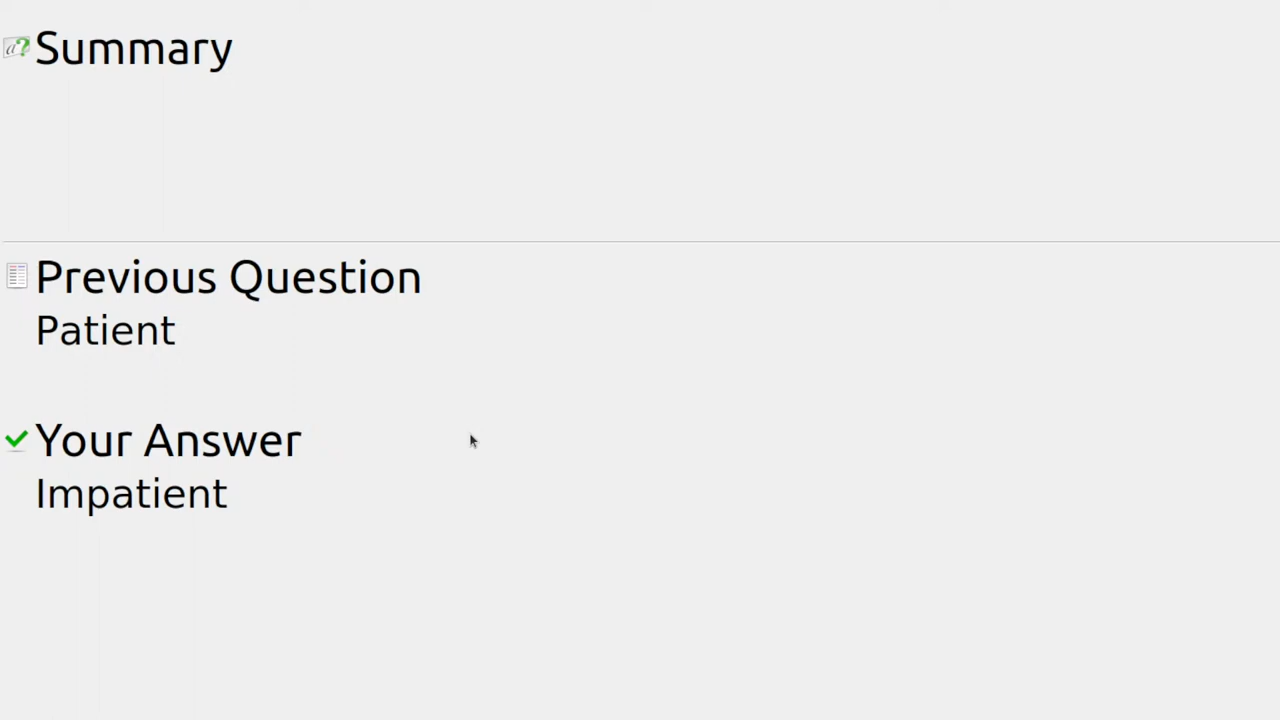 Summary
Previous Question
Patient
Your Answer
Impatient